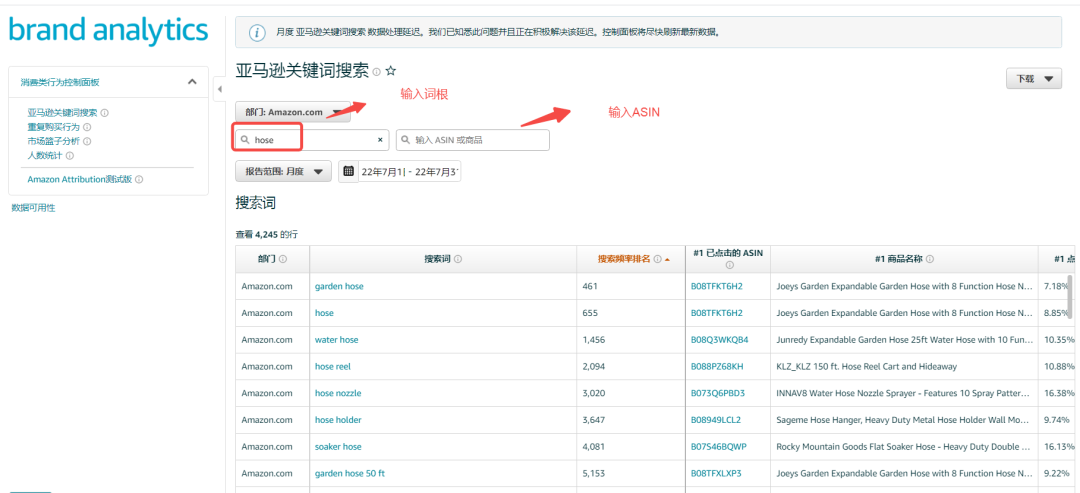 brand analytics
月度 亚马逊关键词搜索 数据处理延迟。我们已知悉此问题并且正在积极解决该延迟。控制面板将尽快刷新最新数据。
消费类行为控制面板
亚马逊关键词搜索
重复购买行为
市场篮子分析
人数统计
Amazon Attribution测试版
数据可用性
亚马逊关键词搜索
下载
输入词根
输入ASIN
部门: Amazon.com
hose ×
输入 ASIN 或商品
报告范围: 月度
22年7月1 - 22年7月3
搜索词
查看 4,245 的行
部门 搜索词 搜索频率排名 #1 已点击的 ASIN #1 商品名称 #1 点
Amazon.com garden hose 461 B08TFKT6H2 Joeys Garden Expandable Garden Hose with 8 Function Hose N... 7.18%
Amazon.com hose 655 B08TFKT6H2 Joeys Garden Expandable Garden Hose with 8 Function Hose N... 8.85%
Amazon.com water hose 1,456 B08Q3WKQB4 Junredy Expandable Garden Hose 25ft Water Hose with 10 Fun... 10.35%
Amazon.com hose reel 2,094 B088PZ68KH KLZ_KLZ 150 ft. Hose Reel Cart and Hideaway 10.88%
Amazon.com hose nozzle 3,020 B073Q6PBD3 INNAV8 Water Hose Nozzle Sprayer - Features 10 Spray Patter... 16.38%
Amazon.com hose holder 3,647 B08949LCL2 Sageme Hose Hanger, Heavy Duty Metal Hose Holder Wall Mo... 9.74%
Amazon.com soaker hose 4,081 B07S46BQWP Rocky Mountain Goods Flat Soaker Hose - Heavy Duty Double ... 16.13%
Amazon.com garden hose 50 ft 5,153 B08TFXLXP3 Joeys Garden Expandable Garden Hose with 8 Function Hose N... 9.22%